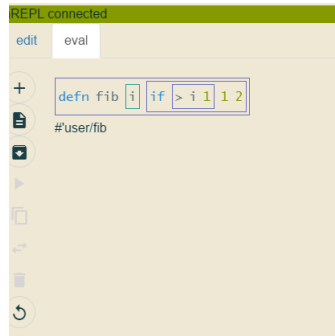 REPL connected
edit eval
defn fib i if > i 1 1 2
#'user/fib